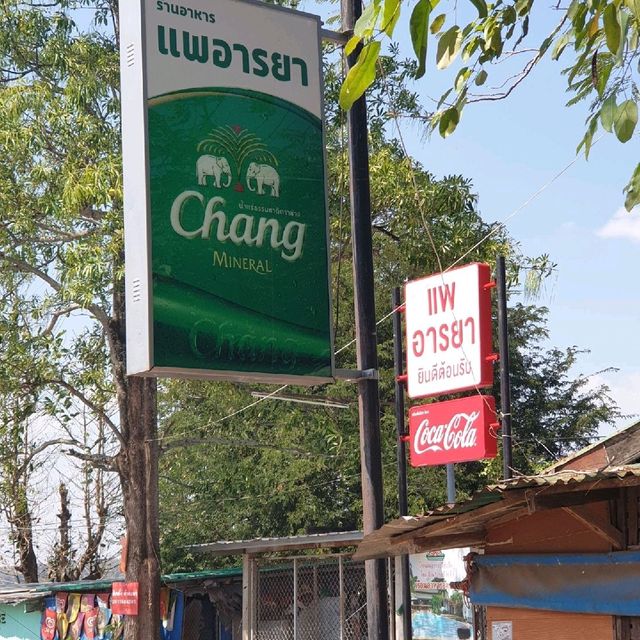 ร้านอาหาร
แพอารยา
Chang
MINERAL
แพ
อารยา
ยินดีต้อนรับ
Coca-Cola